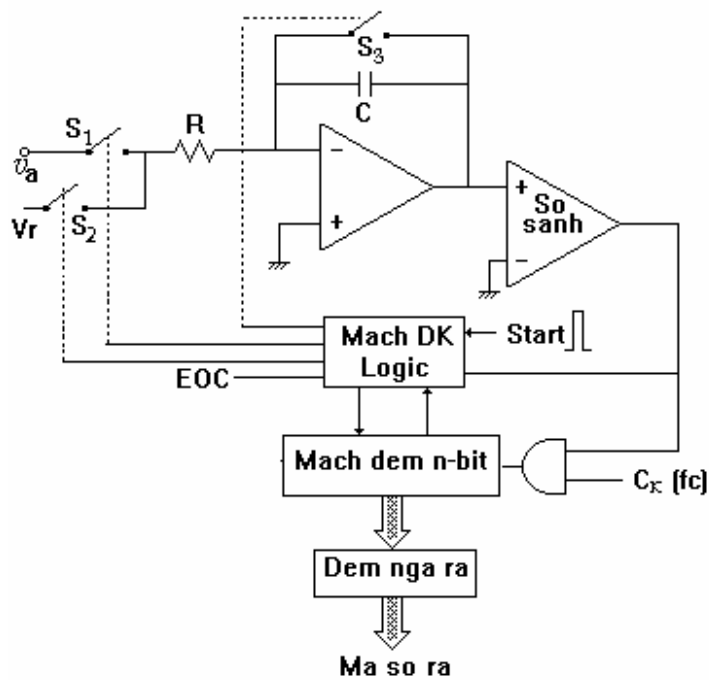 S₃
C
S₁
R
𝑣a
Vr
S₂
−
+
+
−
So
sanh
Mach DK
Logic
Start
EOC
Mach dem n-bit
Cᴋ (fc)
Dem nga ra
Ma so ra